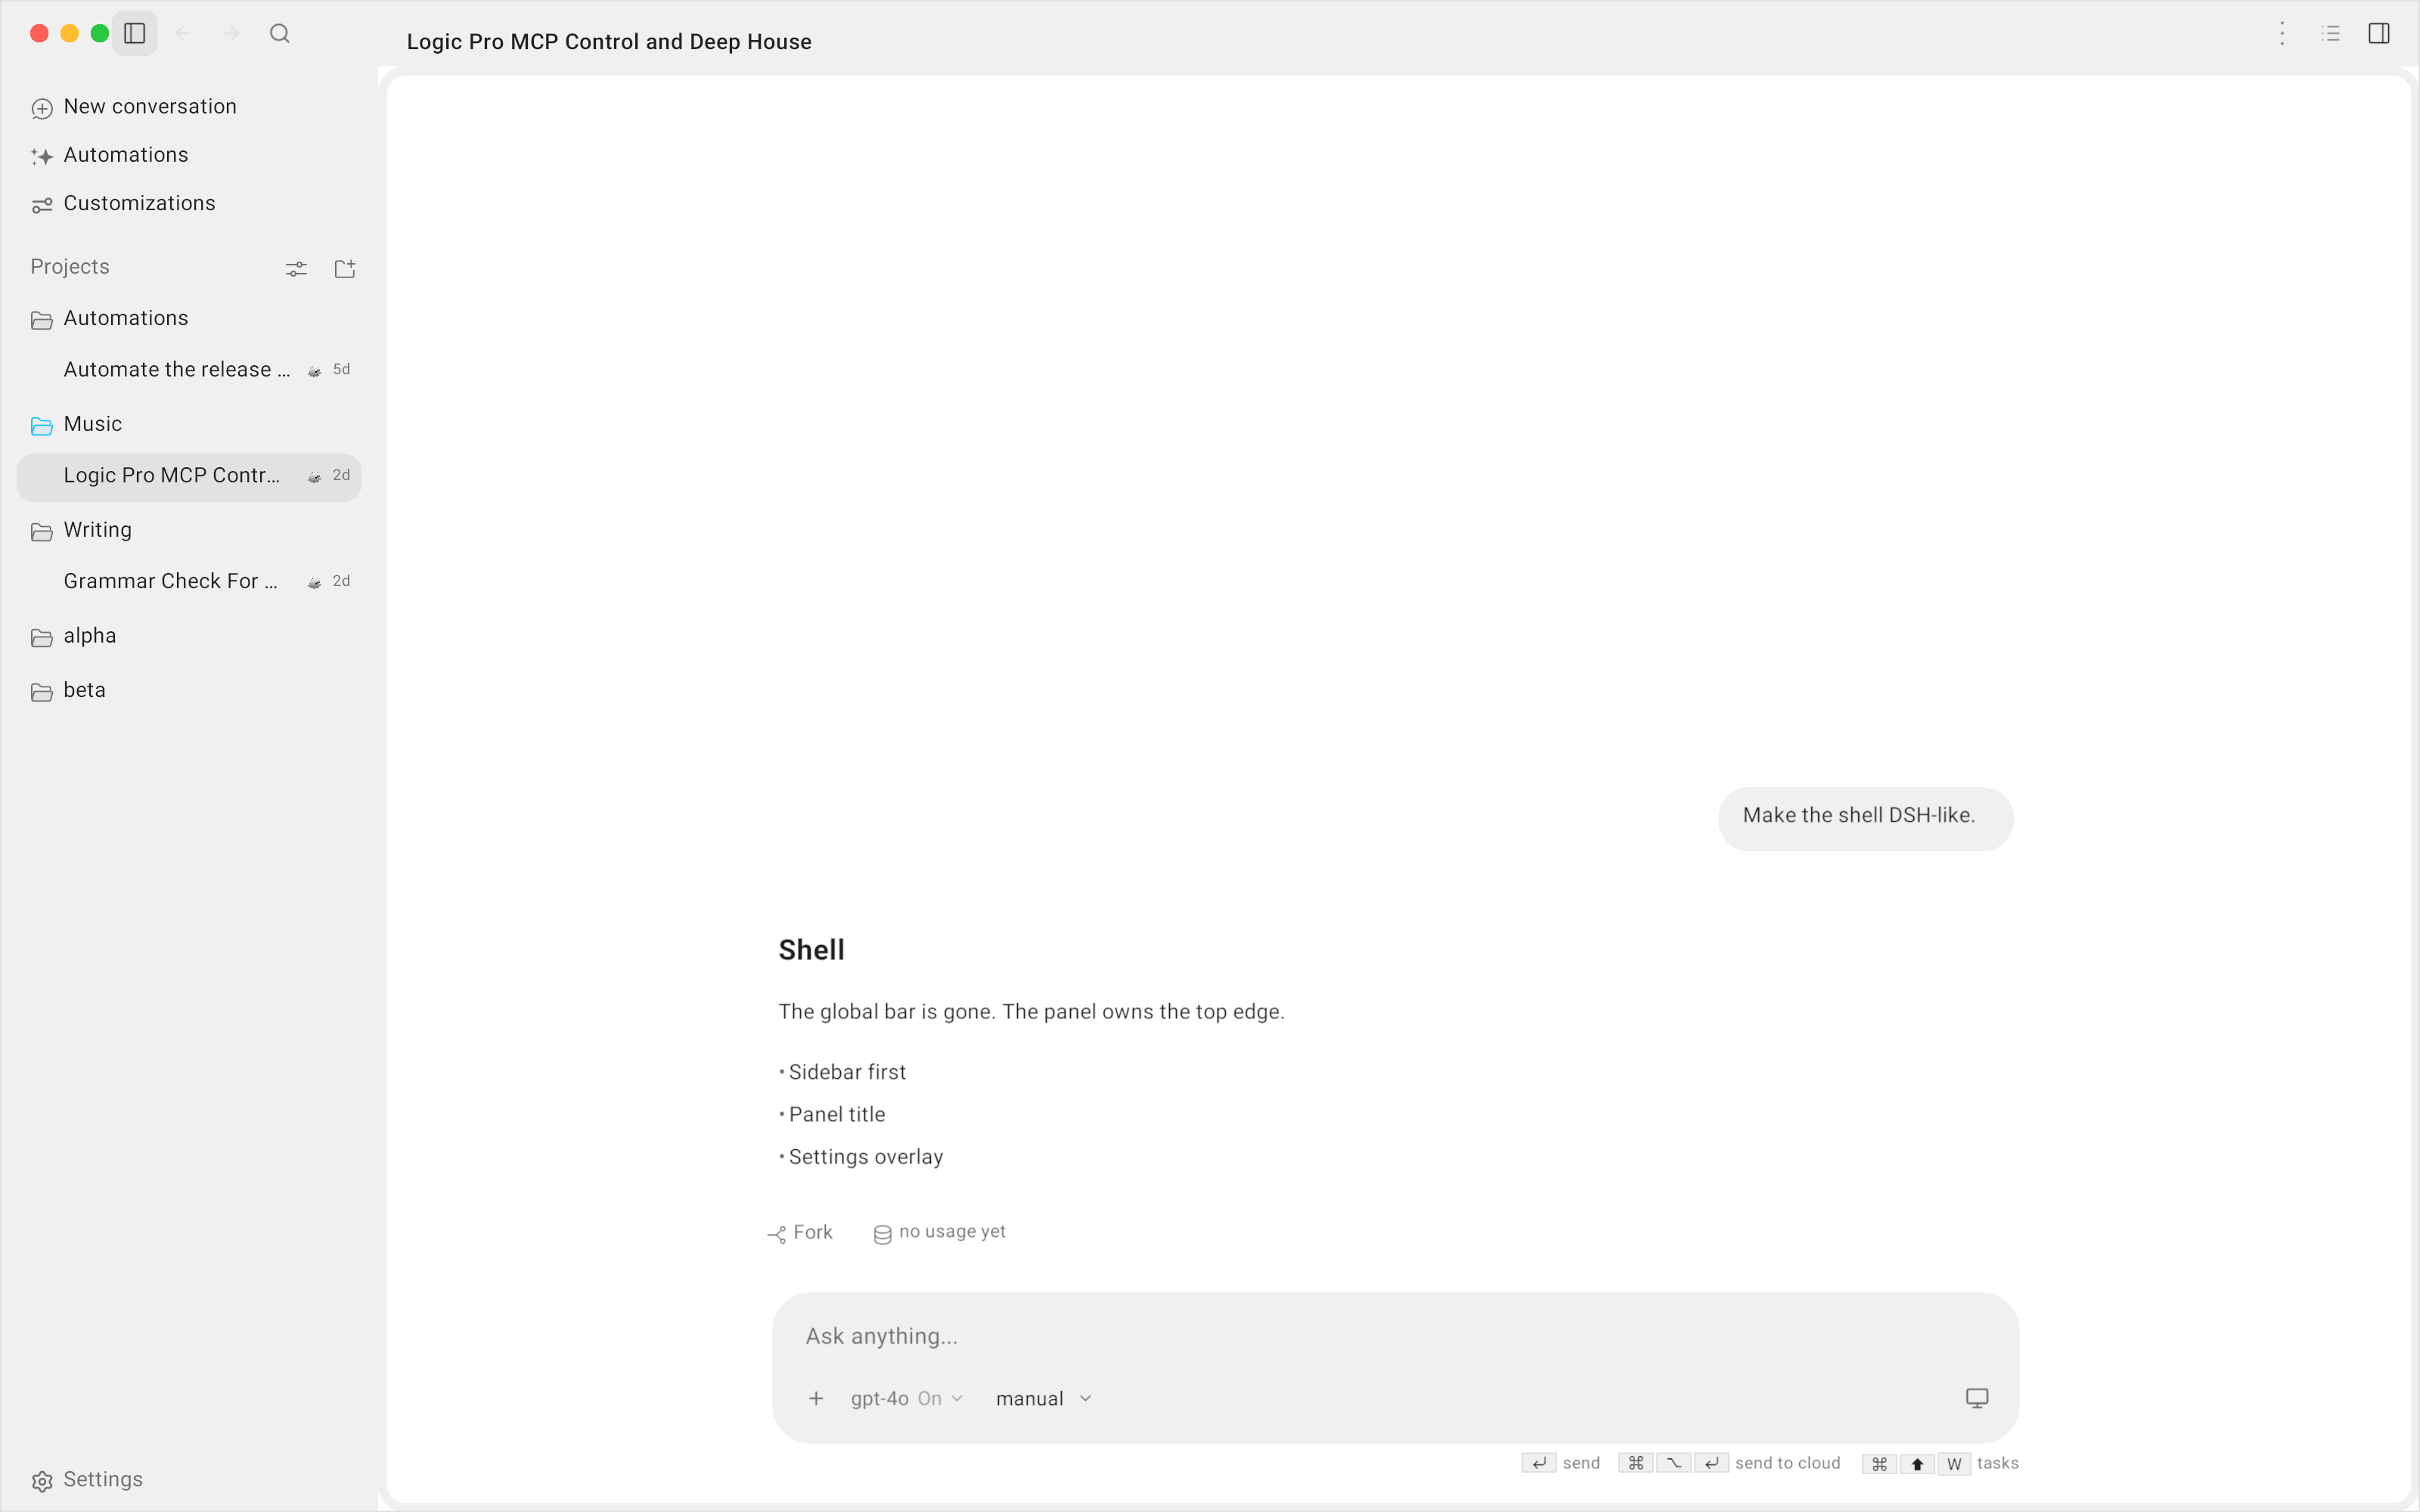 Logic Pro MCP Control and Deep House
New conversation
Automations
Customizations
Projects
Automations
Automate the release ... 5d
Music
Logic Pro MCP Contr... 2d
Writing
Grammar Check For ... 2d
alpha
beta
Settings
Make the shell DSH-like.
Shell
The global bar is gone. The panel owns the top edge.
• Sidebar first
• Panel title
• Settings overlay
Fork no usage yet
Ask anything...
gpt-4o On manual
↵ send ⌘ ⌥ ↵ send to cloud ⌘ ⬆ W tasks